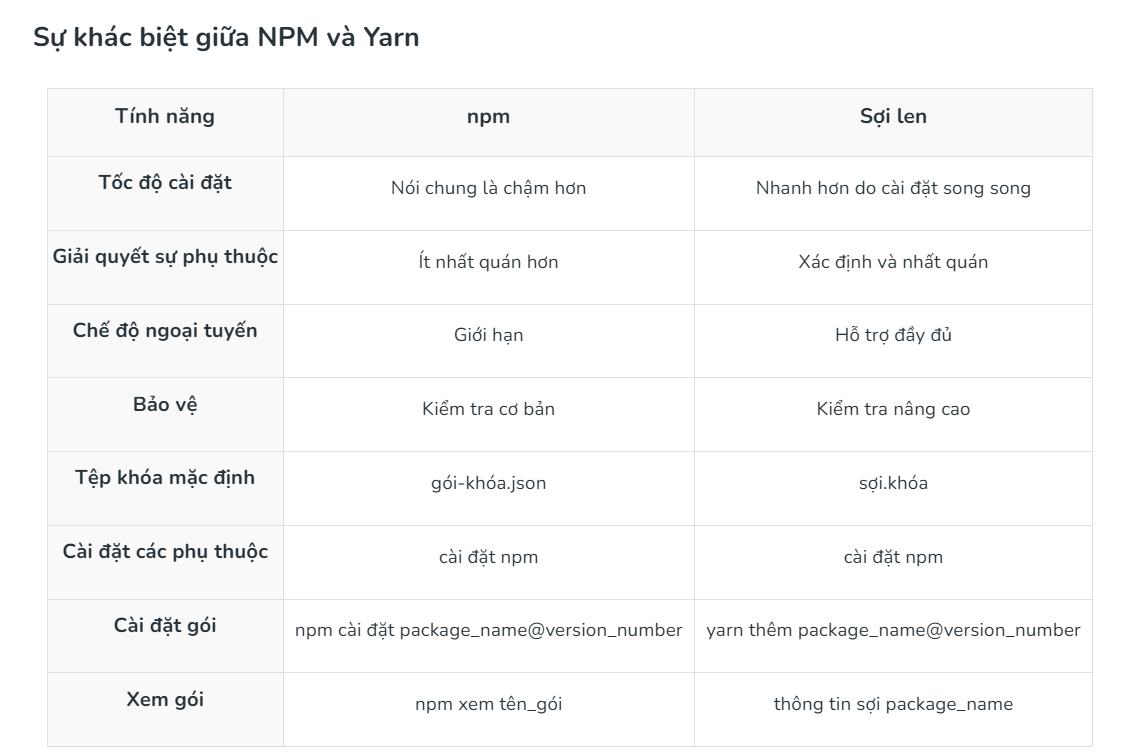 Sự khác biệt giữa NPM và Yarn
Tính năng npm Sợi len
Tốc độ cài đặt Nói chung là chậm hơn Nhanh hơn do cài đặt song song
Giải quyết sự phụ thuộc Ít nhất quán hơn Xác định và nhất quán
Chế độ ngoại tuyến Giới hạn Hỗ trợ đầy đủ
Bảo vệ Kiểm tra cơ bản Kiểm tra nâng cao
Tệp khóa mặc định gói-khóa.json sợi.khóa
Cài đặt các phụ thuộc cài đặt npm cài đặt npm
Cài đặt gói npm cài đặt package_name@version_number yarn thêm package_name@version_number
Xem gói npm xem tên_gói thông tin sợi package_name